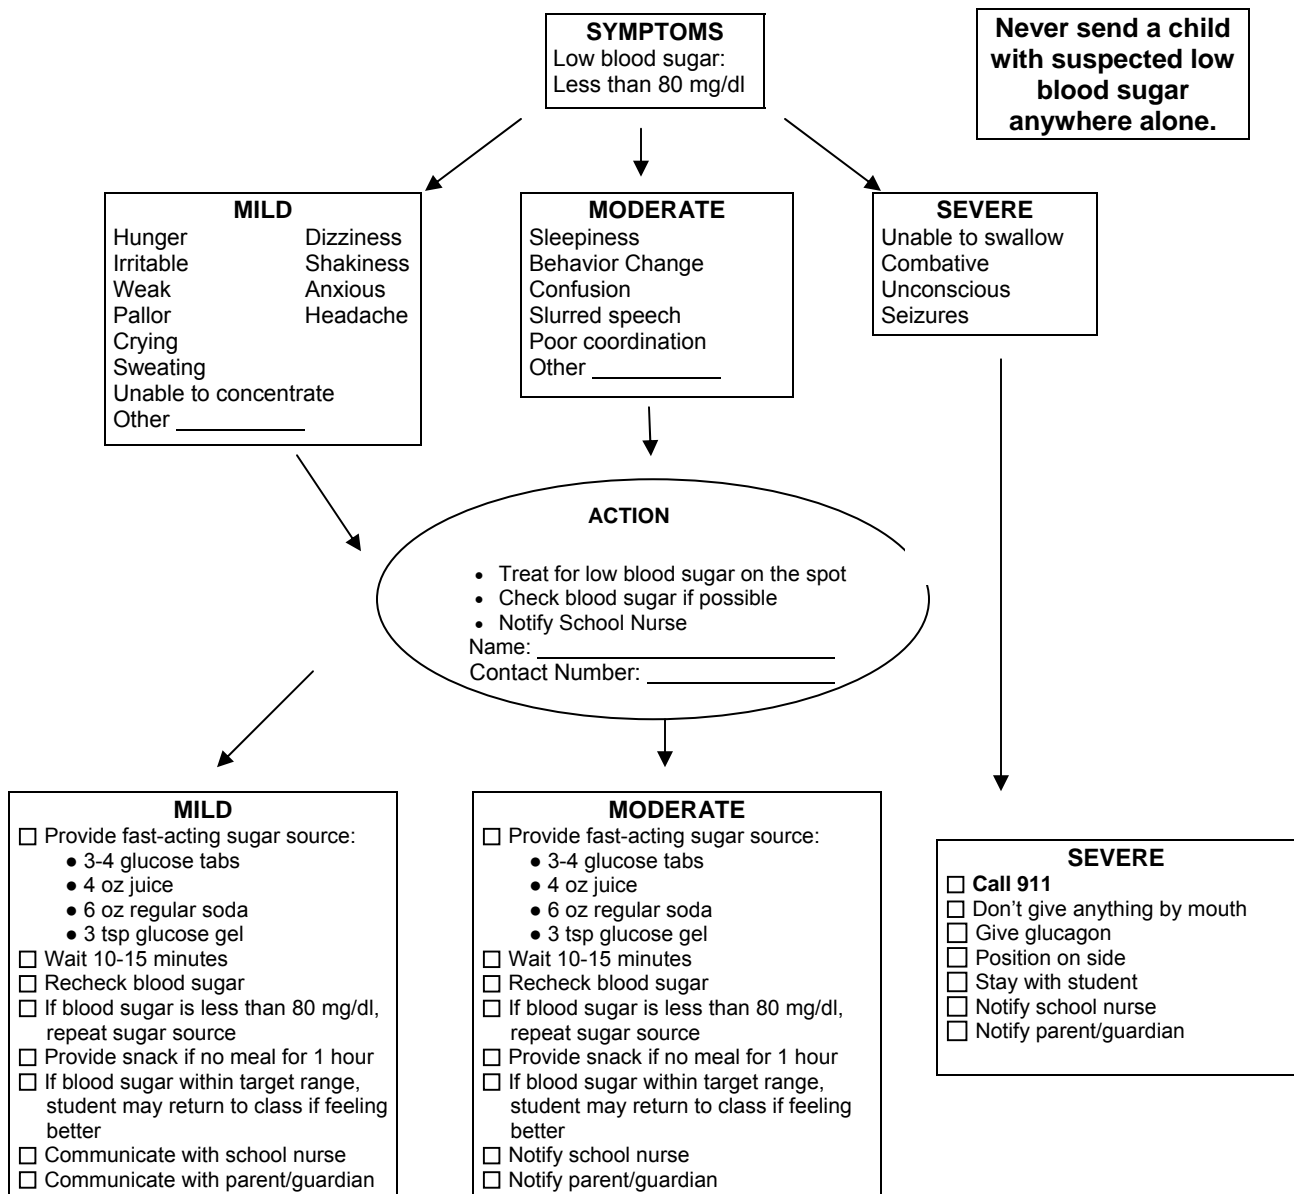 SYMPTOMS
Low blood sugar:
Less than 80 mg/dl
Never send a child
with suspected low
blood sugar
anywhere alone.
MILD
Hunger Dizziness
Irritable Shakiness
Weak Anxious
Pallor Headache
Crying
Sweating
Unable to concentrate
Other ___________
MODERATE
Sleepiness
Behavior Change
Confusion
Slurred speech
Poor coordination
Other ___________
SEVERE
Unable to swallow
Combative
Unconscious
Seizures
ACTION
• Treat for low blood sugar on the spot
• Check blood sugar if possible
• Notify School Nurse
Name: _________________________
Contact Number: ________________
MILD
□ Provide fast-acting sugar source:
● 3-4 glucose tabs
● 4 oz juice
● 6 oz regular soda
● 3 tsp glucose gel
□ Wait 10-15 minutes
□ Recheck blood sugar
□ If blood sugar is less than 80 mg/dl,
repeat sugar source
□ Provide snack if no meal for 1 hour
□ If blood sugar within target range,
student may return to class if feeling
better
□ Communicate with school nurse
□ Communicate with parent/guardian
MODERATE
□ Provide fast-acting sugar source:
● 3-4 glucose tabs
● 4 oz juice
● 6 oz regular soda
● 3 tsp glucose gel
□ Wait 10-15 minutes
□ Recheck blood sugar
□ If blood sugar is less than 80 mg/dl,
repeat sugar source
□ Provide snack if no meal for 1 hour
□ If blood sugar within target range,
student may return to class if feeling
better
□ Notify school nurse
□ Notify parent/guardian
SEVERE
□ Call 911
□ Don’t give anything by mouth
□ Give glucagon
□ Position on side
□ Stay with student
□ Notify school nurse
□ Notify parent/guardian